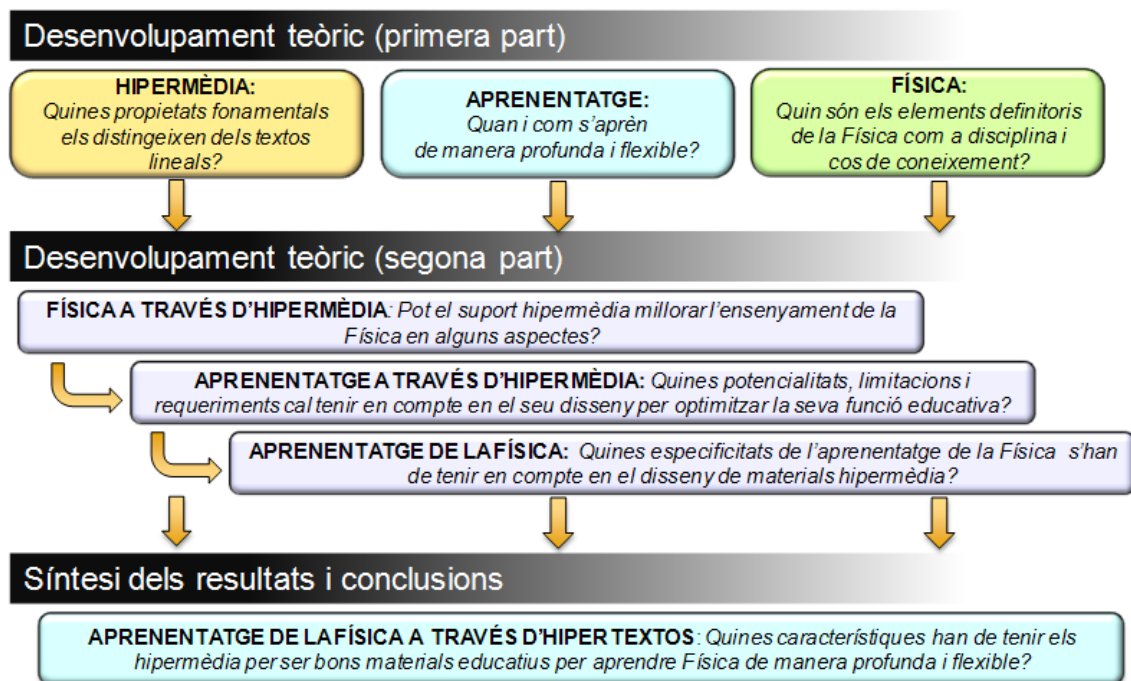 Desenvolupament teòric (primera part)
HIPERMÈDIA:
Quines propietats fonamentals
els distingeixen dels textos
lineals?
APRENENTATGE:
Quan i com s’aprèn
de manera profunda i flexible?
FÍSICA:
Quin són els elements definitoris
de la Física com a disciplina i
cos de coneixement?
Desenvolupament teòric (segona part)
FÍSICA A TRAVÉS D’HIPERMÈDIA: Pot el suport hipermèdia millorar l’ensenyament de la
Física en alguns aspectes?
APRENENTATGE A TRAVÉS D’HIPERMÈDIA: Quines potencialitats, limitacions i
requeriments cal tenir en compte en el seu disseny per optimitzar la seva funció educativa?
APRENENTATGE DE LA FÍSICA: Quines especificitats de l’aprenentatge de la Física s’han
de tenir en compte en el disseny de materials hipermèdia?
Síntesi dels resultats i conclusions
APRENENTATGE DE LA FÍSICA A TRAVÉS D’HIPER TEXTOS: Quines característiques han de tenir els
hipermèdia per ser bons materials educatius per aprendre Física de manera profunda i flexible?